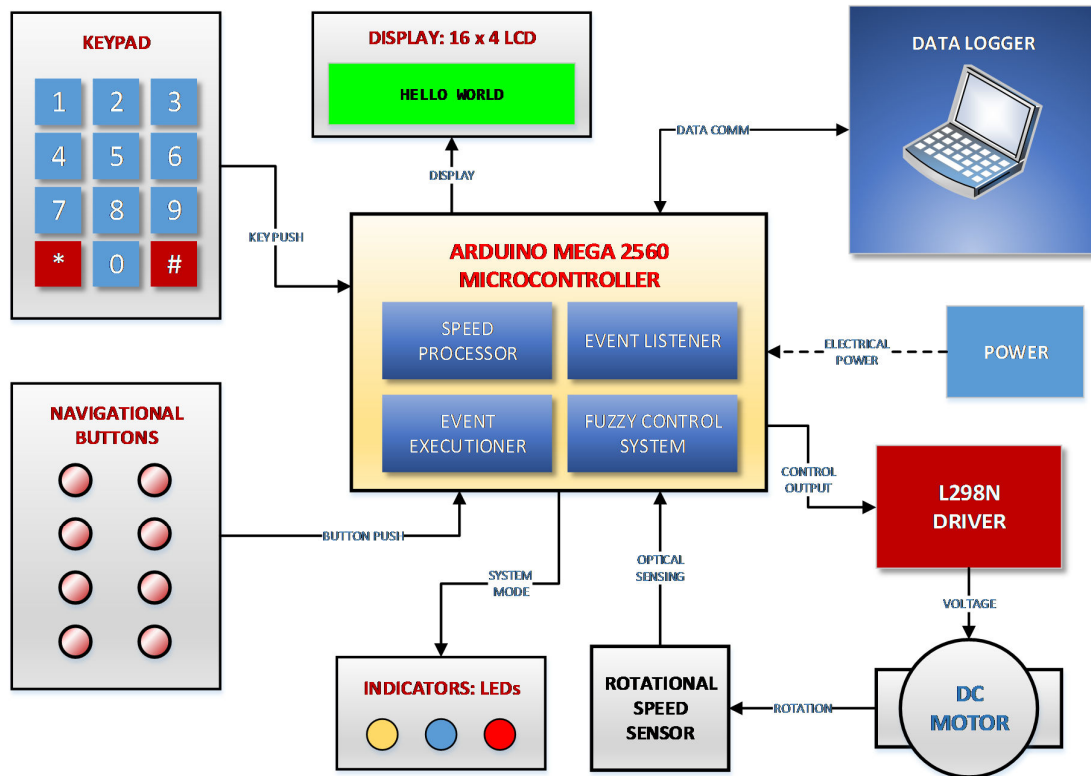 KEYPAD
1 2 3
4 5 6
7 8 9
* 0 #
DISPLAY: 16 x 4 LCD
HELLO WORLD
DATA LOGGER
DATA COMM
DISPLAY
KEY PUSH
ARDUINO MEGA 2560
MICROCONTROLLER
SPEED
PROCESSOR
EVENT LISTENER
EVENT
EXECUTIONER
FUZZY CONTROL
SYSTEM
ELECTRICAL
POWER
POWER
NAVIGATIONAL
BUTTONS
BUTTON PUSH
CONTROL
OUTPUT
L298N
DRIVER
SYSTEM
MODE
OPTICAL
SENSING
VOLTAGE
INDICATORS: LEDs
ROTATIONAL
SPEED
SENSOR
ROTATION
DC
MOTOR